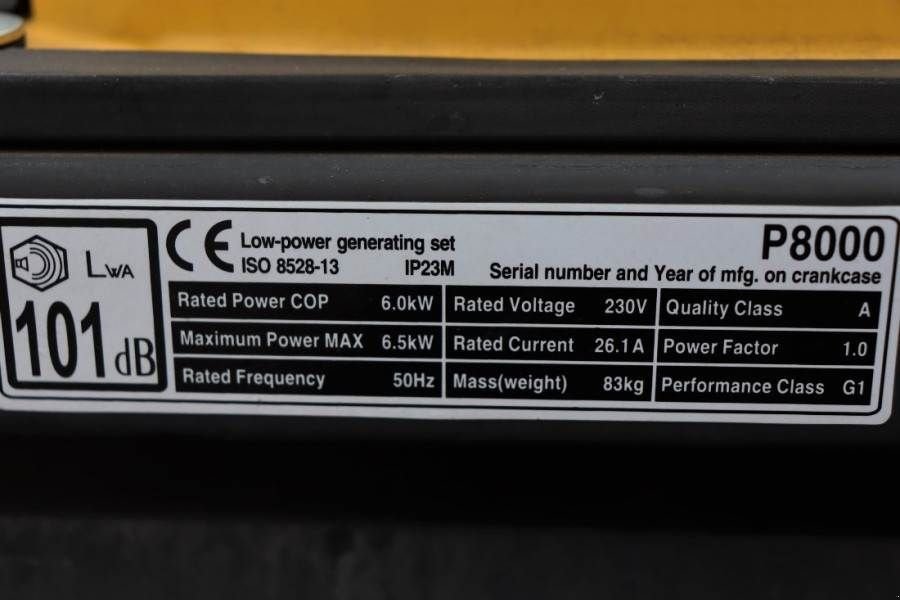 LWA
101 dB
CE Low-power generating set
ISO 8528-13 IP23M
P8000
Serial number and Year of mfg. on crankcase
Rated Power COP 6.0kW Rated Voltage 230V Quality Class A
Maximum Power MAX 6.5kW Rated Current 26.1A Power Factor 1.0
Rated Frequency 50Hz Mass(weight) 83kg Performance Class G1